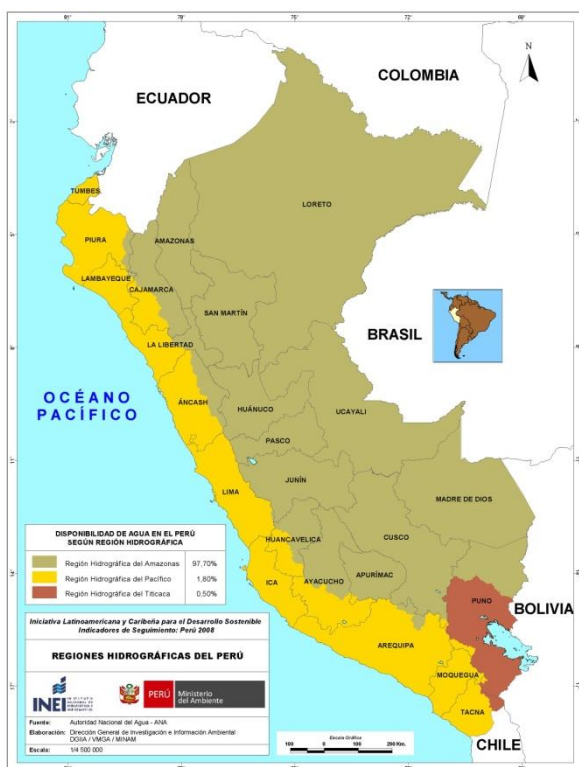 81°
78°
75°
72°
69°
N
COLOMBIA
ECUADOR
TUMBES
LORETO
PIURA
AMAZONAS
LAMBAYEQUE
CAJAMARCA
SAN MARTÍN
BRASIL
LA LIBERTAD
OCÉANO
PACÍFICO
ÁNCASH
HUÁNUCO
UCAYALI
PASCO
JUNÍN
LIMA
MADRE DE DIOS
CUSCO
HUANCAVELICA
ICA
AYACUCHO
APURÍMAC
PUNO
BOLIVIA
AREQUIPA
MOQUEGUA
TACNA
CHILE
DISPONIBILIDAD DE AGUA EN EL PERÚ
SEGÚN REGIÓN HIDROGRÁFICA
Región Hidrográfica del Amazonas 97,70%
Región Hidrográfica del Pacífico 1,80%
Región Hidrográfica del Titicaca 0,50%
Iniciativa Latinoamericana y Caribeña para el Desarrollo Sostenible
Indicadores de Seguimiento: Perú 2008
REGIONES HIDROGRÁFICAS DEL PERÚ
INEI
PERÚ Ministerio
del Ambiente
Fuente: Autoridad Nacional del Agua - ANA
Elaboración: Dirección General de Investigación e Información Ambiental
DGIIA / VMGA / MINAM
Escala: 1/4 500 000
Escala Gráfica
100 0 100 200 Km.